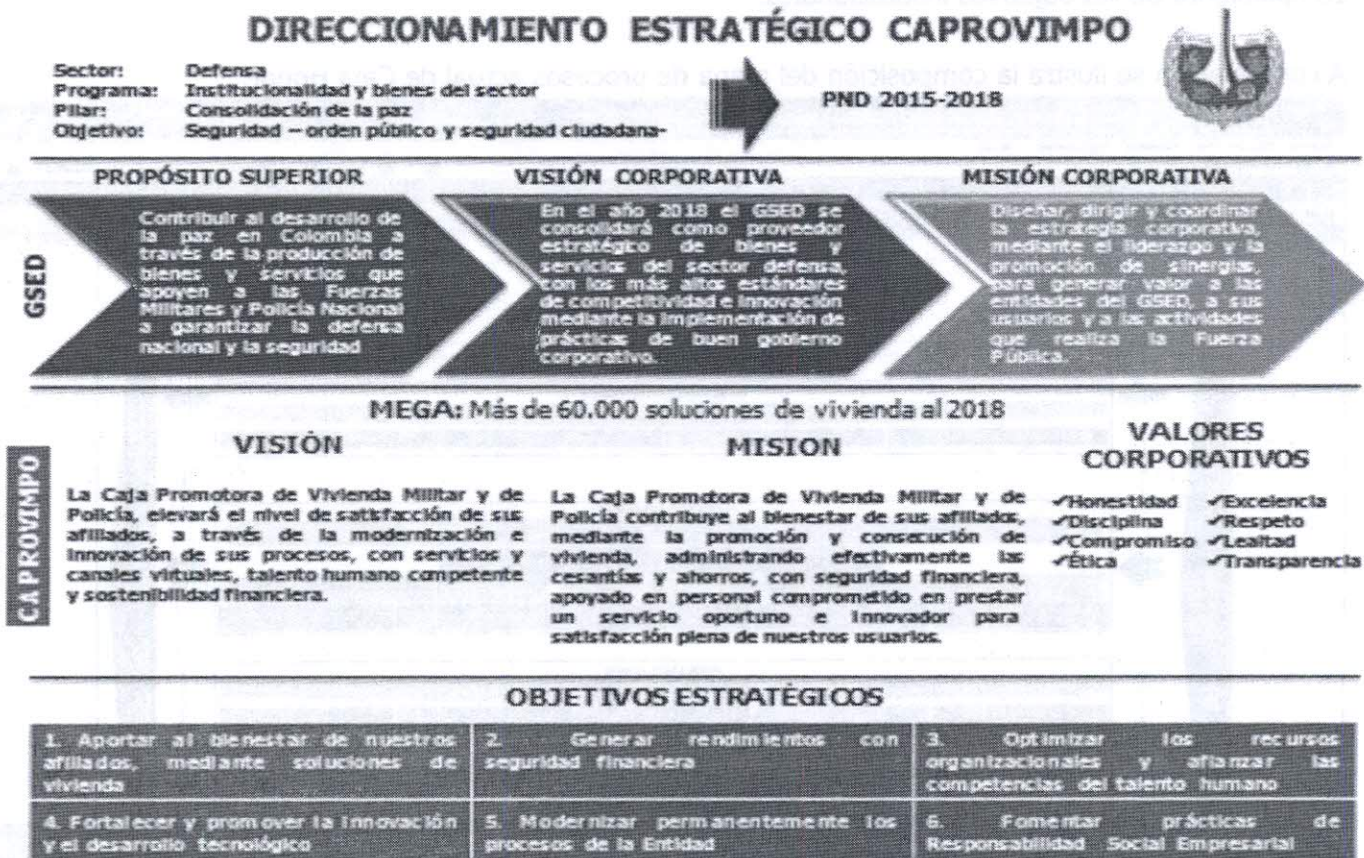 DIRECCIONAMIENTO ESTRATÉGICO CAPROVIMPO
Sector: Defensa
Programa: Institucionalidad y bienes del sector
Pilar: Consolidación de la paz
Objetivo: Seguridad –orden público y seguridad ciudadana-
PND 2015-2018
GSED
PROPÓSITO SUPERIOR
Contribuir al desarrollo de
la paz en Colombia a
través de la producción de
bienes y servicios que
apoyen a las Fuerzas
Militares y Policía Nacional
a garantizar la defensa
nacional y la seguridad
VISIÓN CORPORATIVA
En el año 2018 el GSED se
consolidará como proveedor
estratégico de bienes y
servicios del sector defensa,
con los más altos estándares
de competitividad e innovación
mediante la implementación de
prácticas de buen gobierno
corporativo.
MISIÓN CORPORATIVA
Diseñar, dirigir y coordinar
la estrategia corporativa,
mediante el liderazgo y la
promoción de sinergias,
para generar valor a las
entidades del GSED, a sus
usuarios y a las actividades
que realiza la Fuerza
Pública.
MEGA: Más de 60.000 soluciones de vivienda al 2018
CAPROVIMPO
VISIÓN
La Caja Promotora de Vivienda Militar y de
Policía, elevará el nivel de satisfacción de sus
afiliados, a través de la modernización e
innovación de sus procesos, con servicios y
canales virtuales, talento humano competente
y sostenibilidad financiera.
MISIÓN
La Caja Promotora de Vivienda Militar y de
Policía contribuye al bienestar de sus afiliados,
mediante la promoción y consecución de
vivienda, administrando efectivamente las
cesantías y ahorros, con seguridad financiera,
apoyado en personal comprometido en prestar
un servicio oportuno e innovador para
satisfacción plena de nuestros usuarios.
VALORES
CORPORATIVOS
✓Honestidad ✓Excelencia
✓Disciplina ✓Respeto
✓Compromiso ✓Lealtad
✓Ética ✓Transparencia
OBJETIVOS ESTRATÉGICOS
1. Aportar al bienestar de nuestros
afiliados, mediante soluciones de
vivienda
2. Generar rendimientos con
seguridad financiera
3. Optimizar los recursos
organizacionales y afianzar las
competencias del talento humano
4. Fortalecer y promover la innovación
y el desarrollo tecnológico
5. Modernizar permanentemente los
procesos de la Entidad
6. Fomentar prácticas de
Responsabilidad Social Empresarial